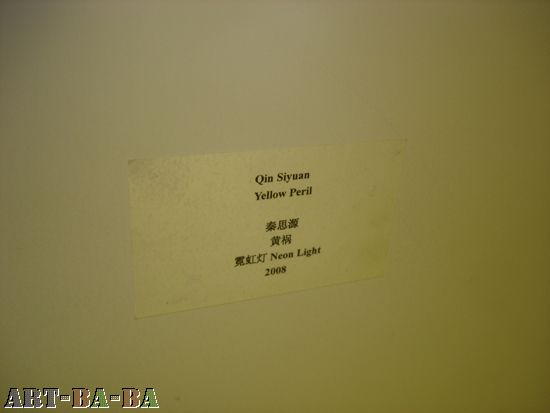 Qin Siyuan
Yellow Peril
秦思源
黄祸
霓虹灯 Neon Light
2008
ART-BA-BA